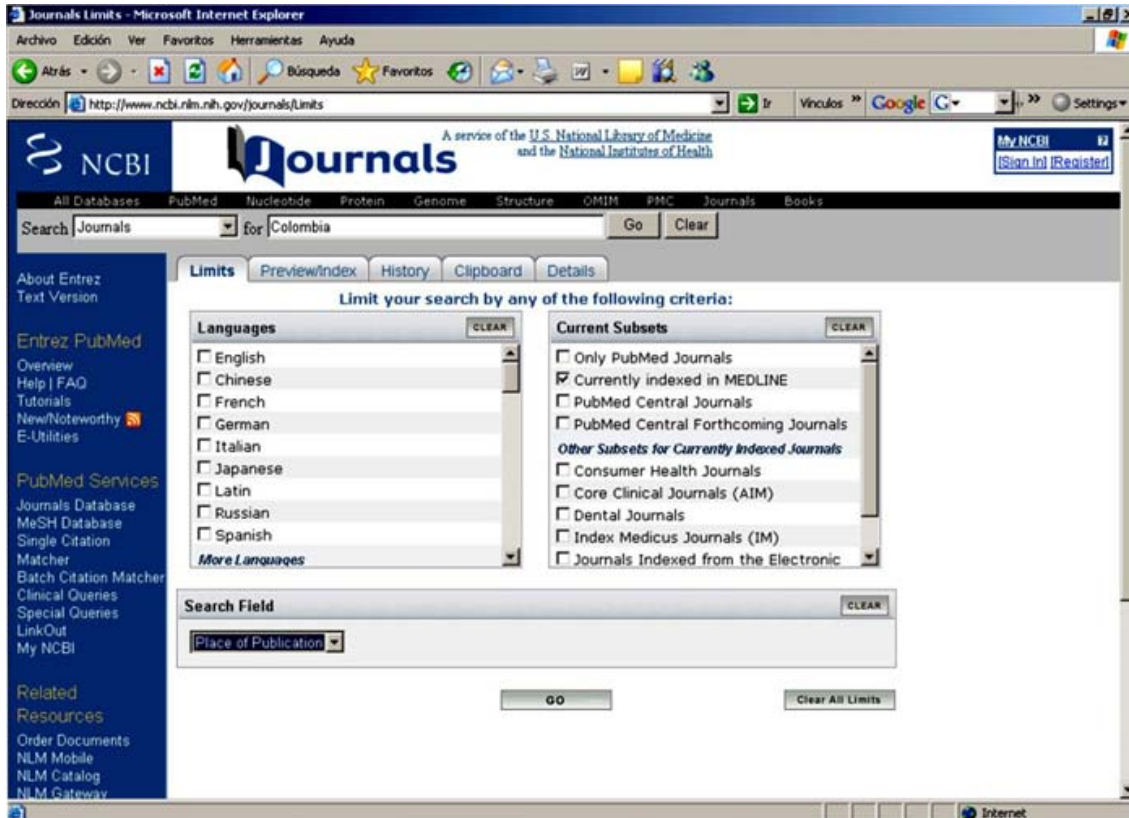 Journals Limits - Microsoft Internet Explorer
Archivo Edición Ver Favoritos Herramientas Ayuda
Atrás Búsqueda Favoritos
Dirección http://www.ncbi.nlm.nih.gov/journals/Limits Ir Vínculos » Google G » Settings
NCBI
Journals
A service of the U.S. National Library of Medicine
and the National Institutes of Health
My NCBI ?
[Sign In] [Register]
All Databases PubMed Nucleotide Protein Genome Structure OMIM PMC Journals Books
Search Journals for Colombia Go Clear
About Entrez
Text Version
Entrez PubMed
Overview
Help | FAQ
Tutorials
New/Noteworthy
E-Utilities
PubMed Services
Journals Database
MeSH Database
Single Citation
Matcher
Batch Citation Matcher
Clinical Queries
Special Queries
LinkOut
My NCBI
Related
Resources
Order Documents
NLM Mobile
NLM Catalog
NLM Gateway
Limits Preview/Index History Clipboard Details
Limit your search by any of the following criteria:
Languages CLEAR
English
Chinese
French
German
Italian
Japanese
Latin
Russian
Spanish
More Languages
Current Subsets CLEAR
Only PubMed Journals
Currently indexed in MEDLINE
PubMed Central Journals
PubMed Central Forthcoming Journals
Other Subsets for Currently Indexed Journals
Consumer Health Journals
Core Clinical Journals (AIM)
Dental Journals
Index Medicus Journals (IM)
Journals Indexed from the Electronic
Search Field CLEAR
Place of Publication
GO Clear All Limits
Internet